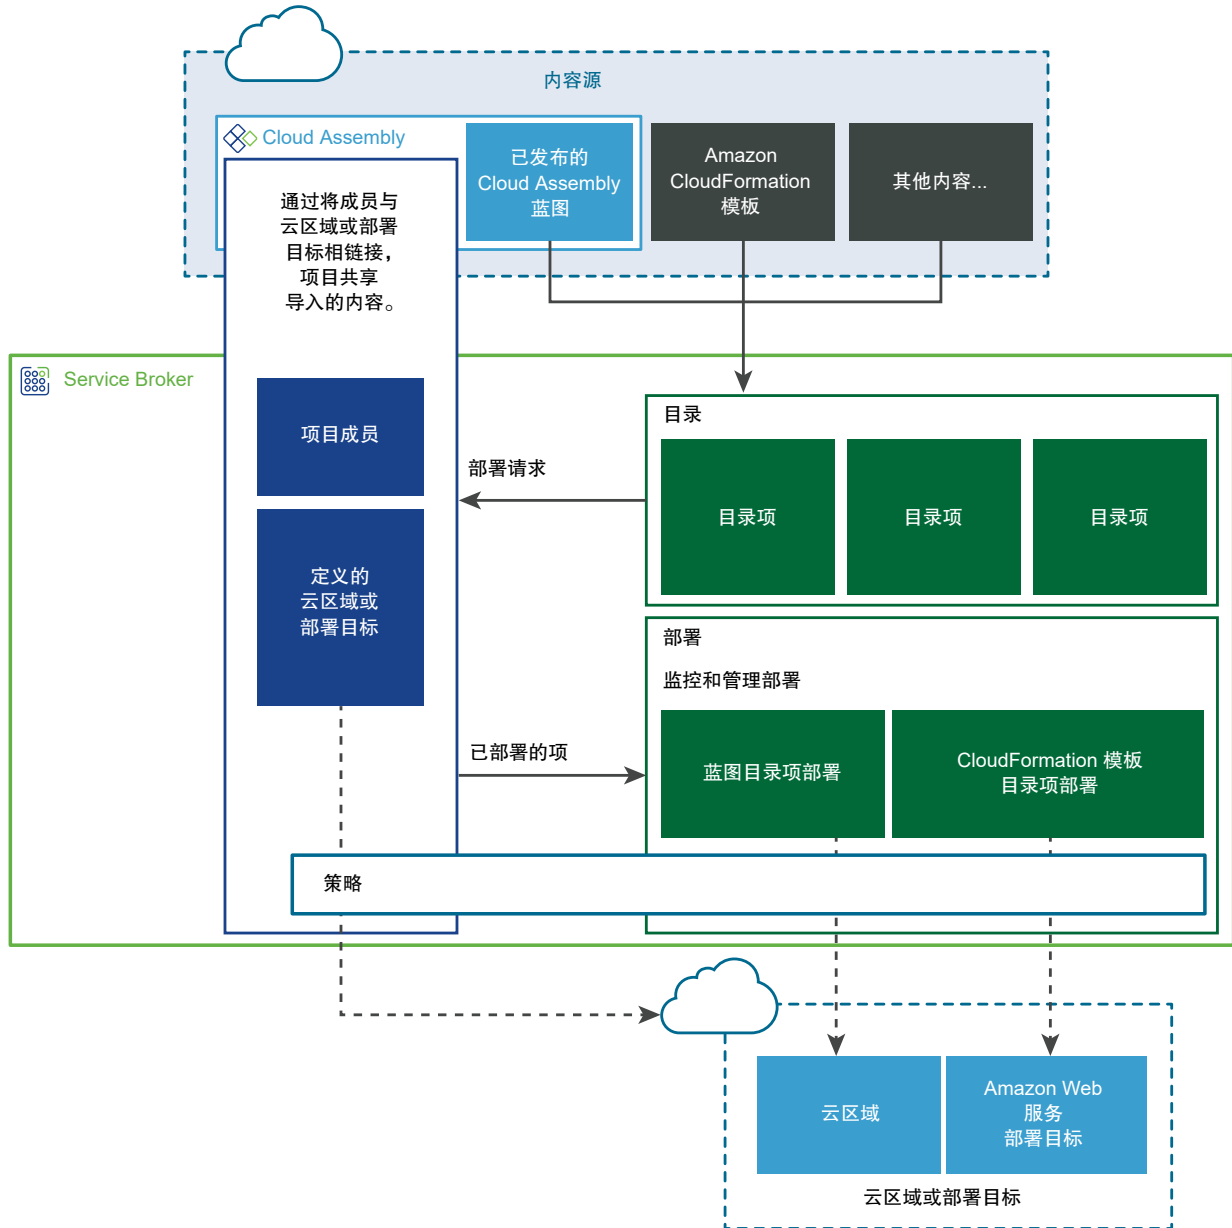 内容源
Cloud Assembly
已发布的
Cloud Assembly
蓝图
Amazon
CloudFormation
模板
其他内容...
通过将成员与
云区域或部署
目标相链接，
项目共享
导入的内容。
Service Broker
项目成员
定义的
云区域或
部署目标
部署请求
目录
目录项
目录项
目录项
部署
监控和管理部署
已部署的项
蓝图目录项部署
CloudFormation 模板
目录项部署
策略
云区域
Amazon Web
服务
部署目标
云区域或部署目标